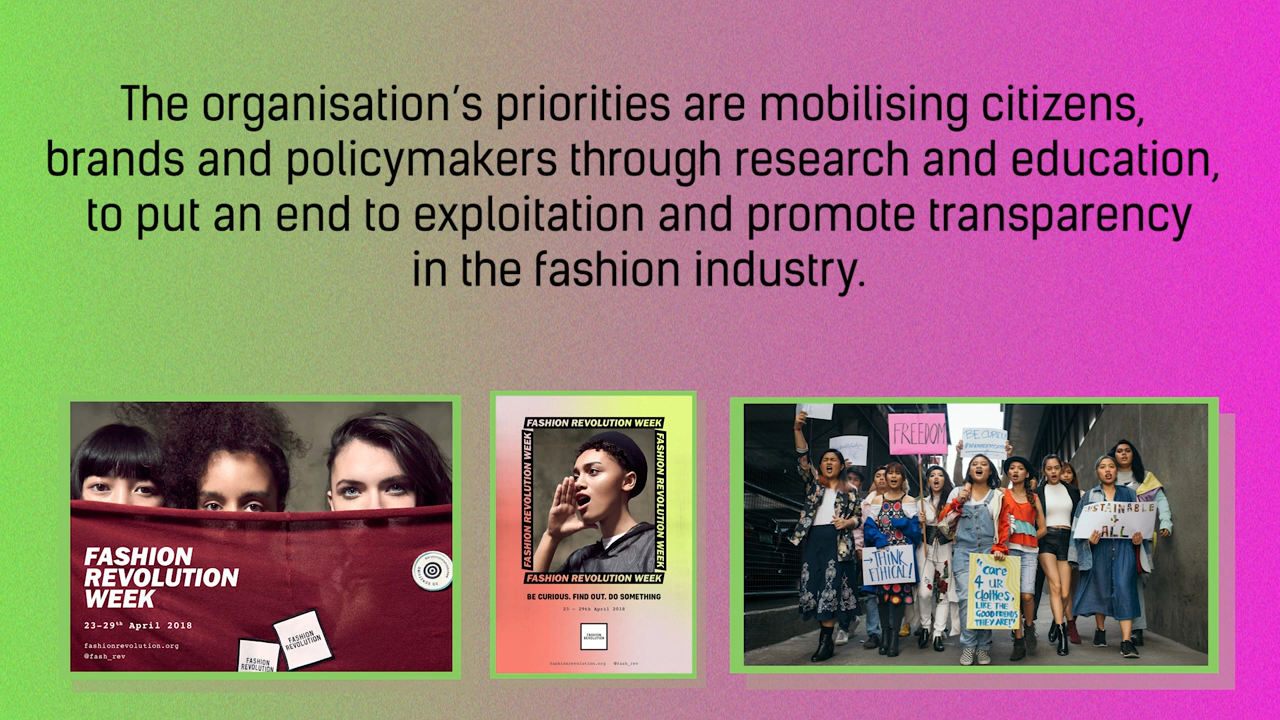 The organisation's priorities are mobilising citizens,
brands and policymakers through research and education,
to put an end to exploitation and promote transparency
in the fashion industry.
FASHION
REVOLUTION
WEEK
23-29th April 2018
fashionrevolution.org
@fash_rev
FASHION
REVOLUTION
FASHION
REVOLUTION
FASHION REVOLUTION WEEK
FASHION REVOLUTION WEEK
FASHION REVOLUTION WEEK
FASHION REVOLUTION WEEK
BE CURIOUS. FIND OUT. DO SOMETHING
23 - 29th April 2018
FASHION
REVOLUTION
fashionrevolution.org @fash_rev
FREEDOM
BE CURIOUS
→THINK
ETHICAL!
"care
4 ur
clothes,
LIKE THE
GOOD FRIENDS
THEY ARE!"
SUSTAINABLE
ALL